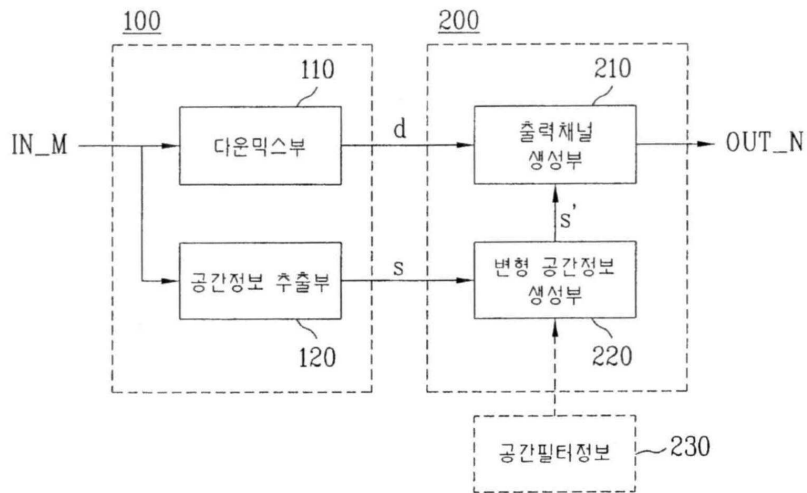 100
200
110
210
IN_M
다운믹스부
d
출력채널
생성부
OUT_N
s'
공간정보 추출부
s
변형 공간정보
생성부
120
220
공간필터정보
230